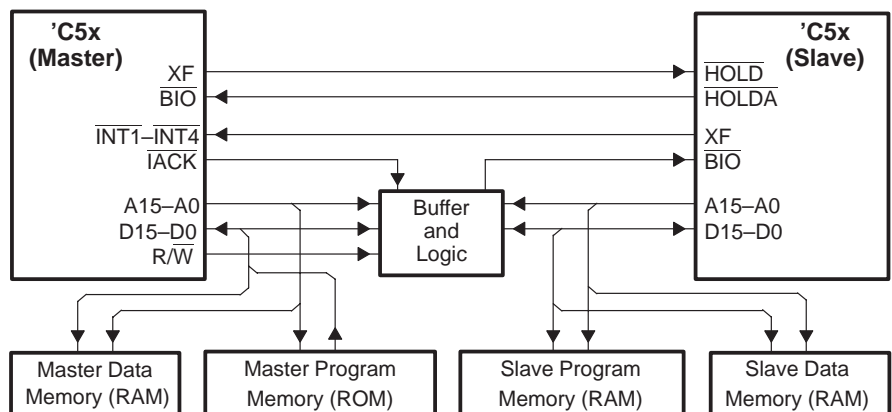 'C5x
(Master)
XF
BIO
INT1–INT4
IACK
A15–A0
D15–D0
R/W
Buffer
and
Logic
'C5x
(Slave)
HOLD
HOLDA
XF
BIO
A15–A0
D15–D0
Master Data
Memory (RAM)
Master Program
Memory (ROM)
Slave Program
Memory (RAM)
Slave Data
Memory (RAM)